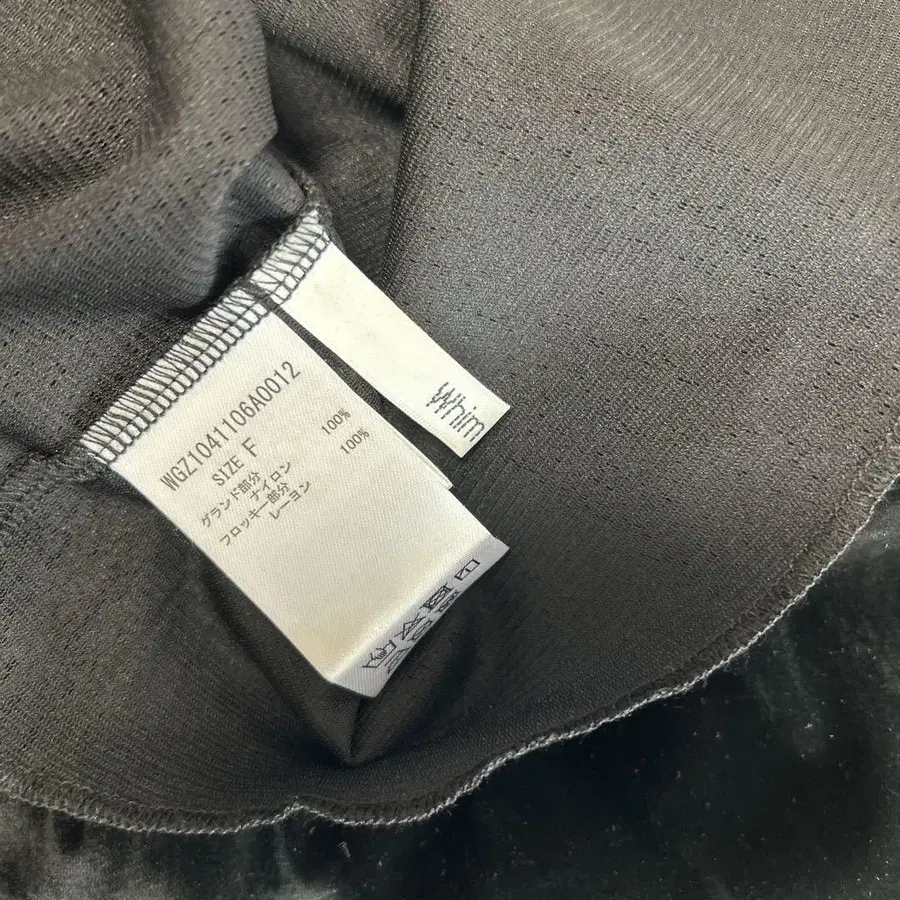 WGZ1041106A0012
SIZE F
グランド部分
ナイロン 100%
フロッキー部分
レーヨン 100%
Whim